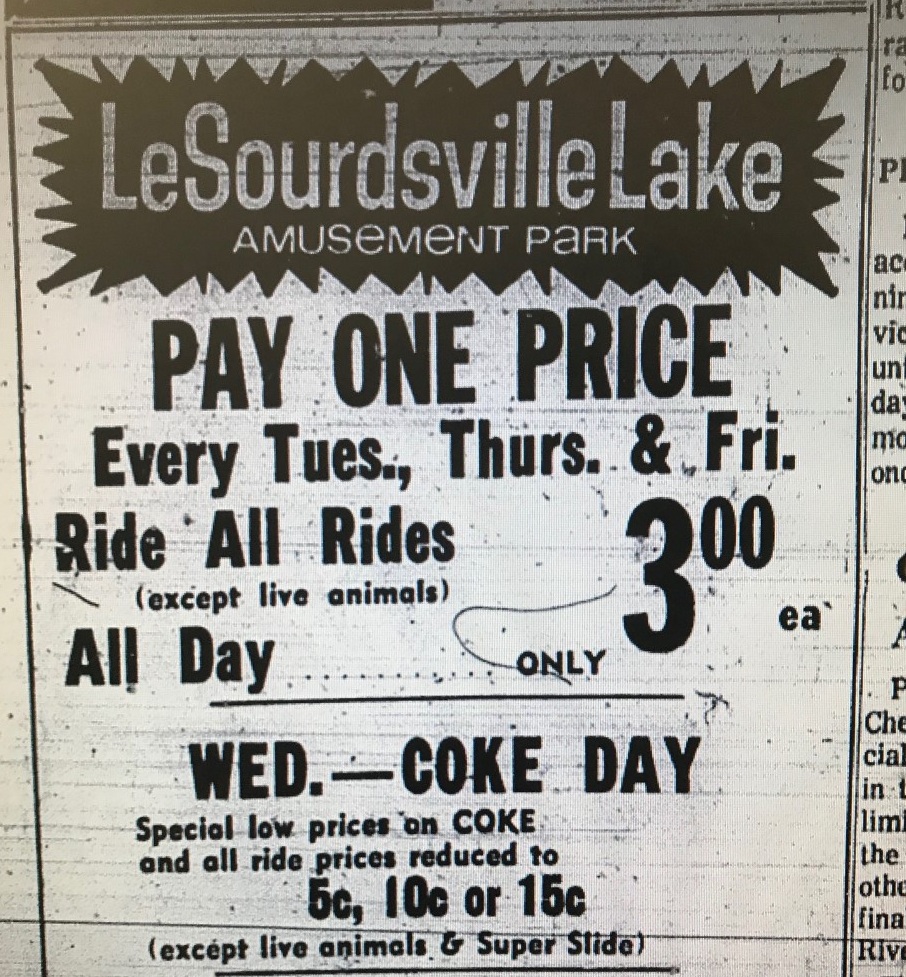 LeSourdsville Lake
AMUSEMENT PARK
PAY ONE PRICE
Every Tues., Thurs. & Fri.
Ride All Rides
3 00
(except live animals)
ea
All Day.............. ONLY
WED.—COKE DAY
Special low prices on COKE
and all ride prices reduced to
5c, 10c or 15c
(except live animals & Super Slide)